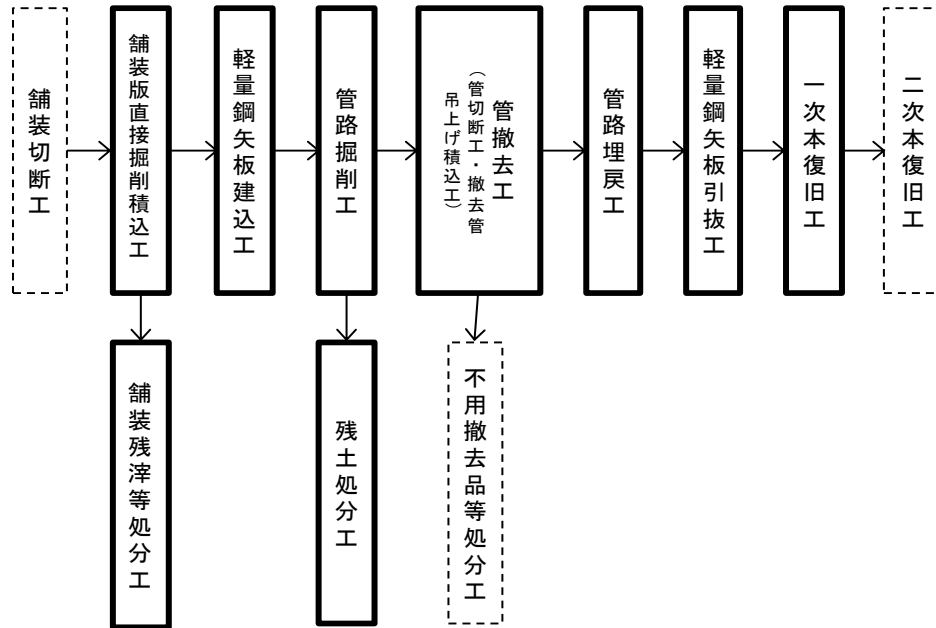 舗装切断工
舗装版直接掘削積込工
軽量鋼矢板建込工
管路掘削工
管撤去工
（管切断工・撤去管
吊上げ積込工）
管路埋戻工
軽量鋼矢板引抜工
一次本復旧工
二次本復旧工
舗装残滓等処分工
残土処分工
不用撤去品等処分工